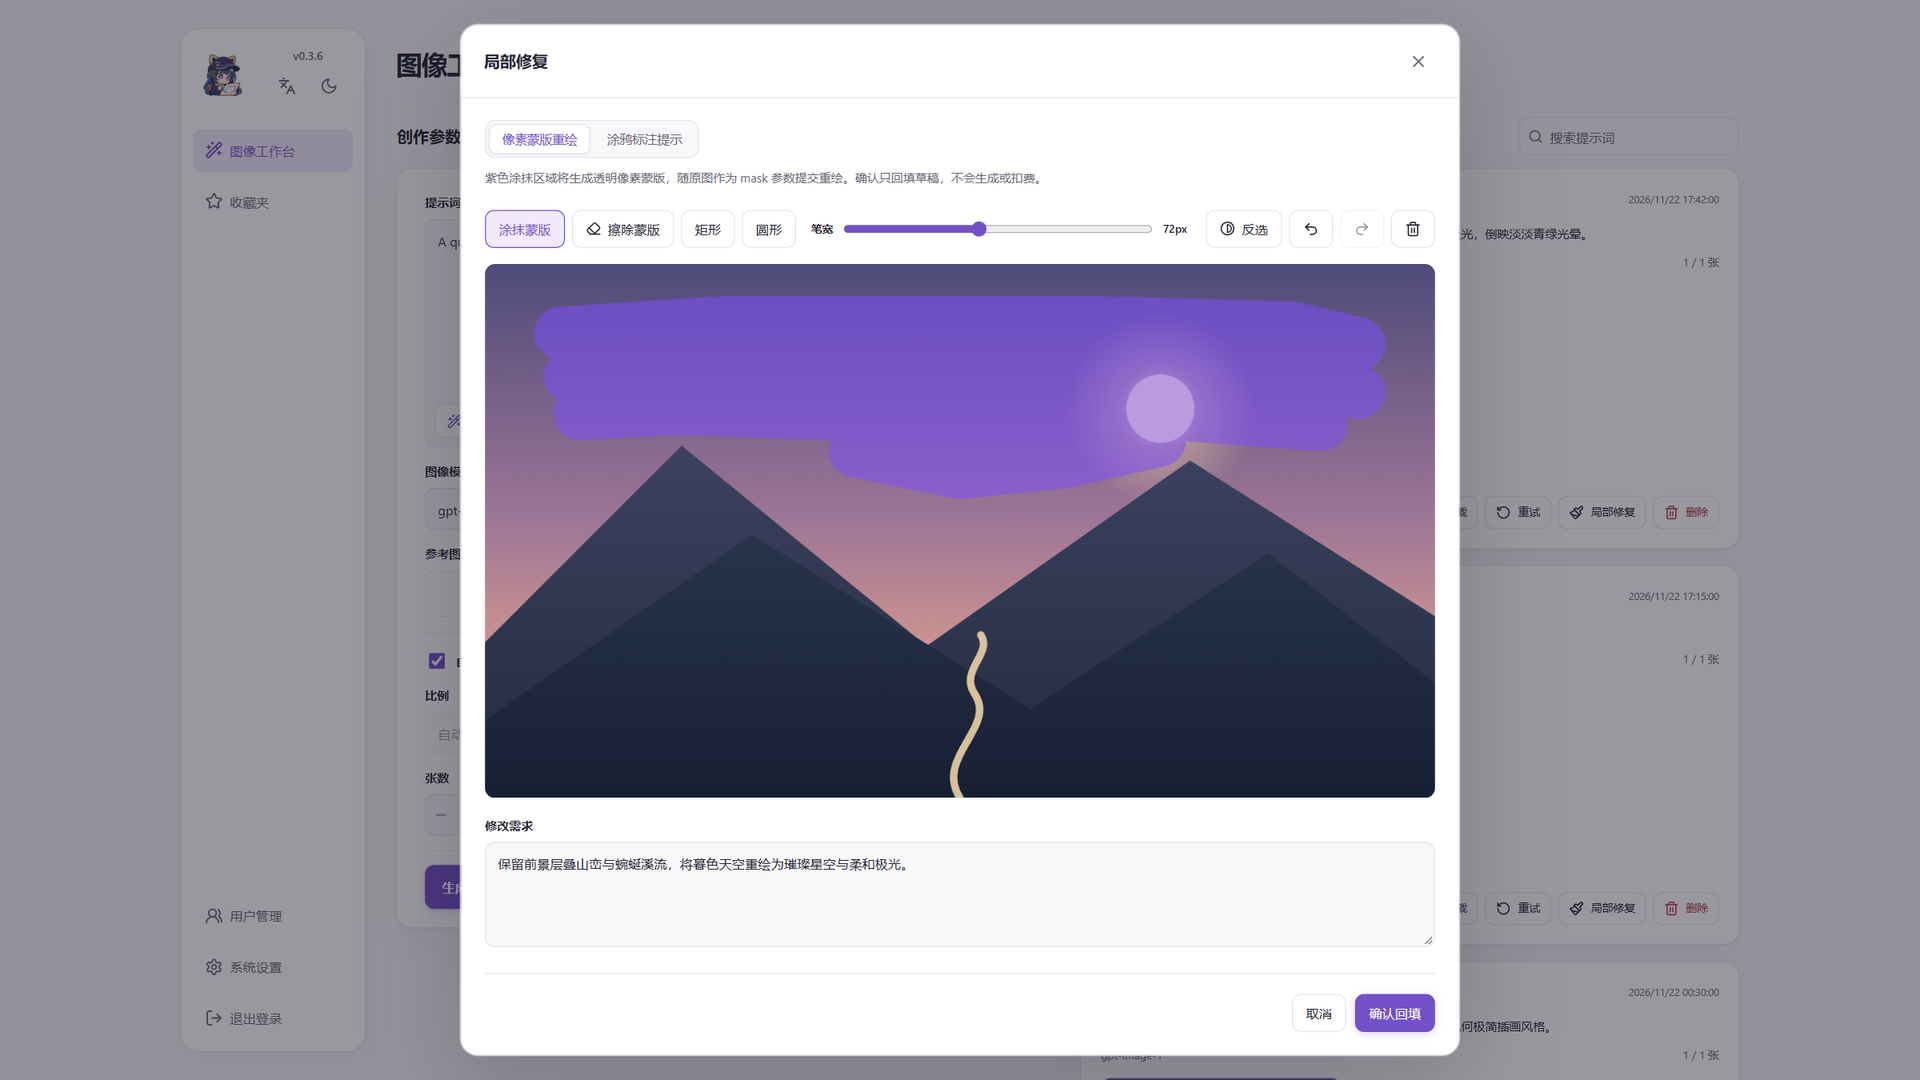 v0.3.6
图像工作台
收藏夹
用户管理
系统设置
退出登录
图像工
创作参数
提示词
A qu
图像模
gpt-
参考图
比例
自动
张数
生成
局部修复
像素蒙版重绘 涂鸦标注提示
紫色涂抹区域将生成透明像素蒙版，随原图作为 mask 参数提交重绘。确认只回填草稿，不会生成或扣费。
涂抹蒙版 擦除蒙版 矩形 圆形 笔宽 72px 反选
修改需求
保留前景层叠山峦与蜿蜒溪流，将暮色天空重绘为璀璨星空与柔和极光。
取消 确认回填
搜索提示词
2026/11/22 17:42:00
光，倒映淡淡青绿光晕。
1 / 1 张
重试 局部修复 删除
2026/11/22 17:15:00
1 / 1 张
重试 局部修复 删除
2026/11/22 00:30:00
何极简插画风格。
gpt-image-1
1 / 1 张